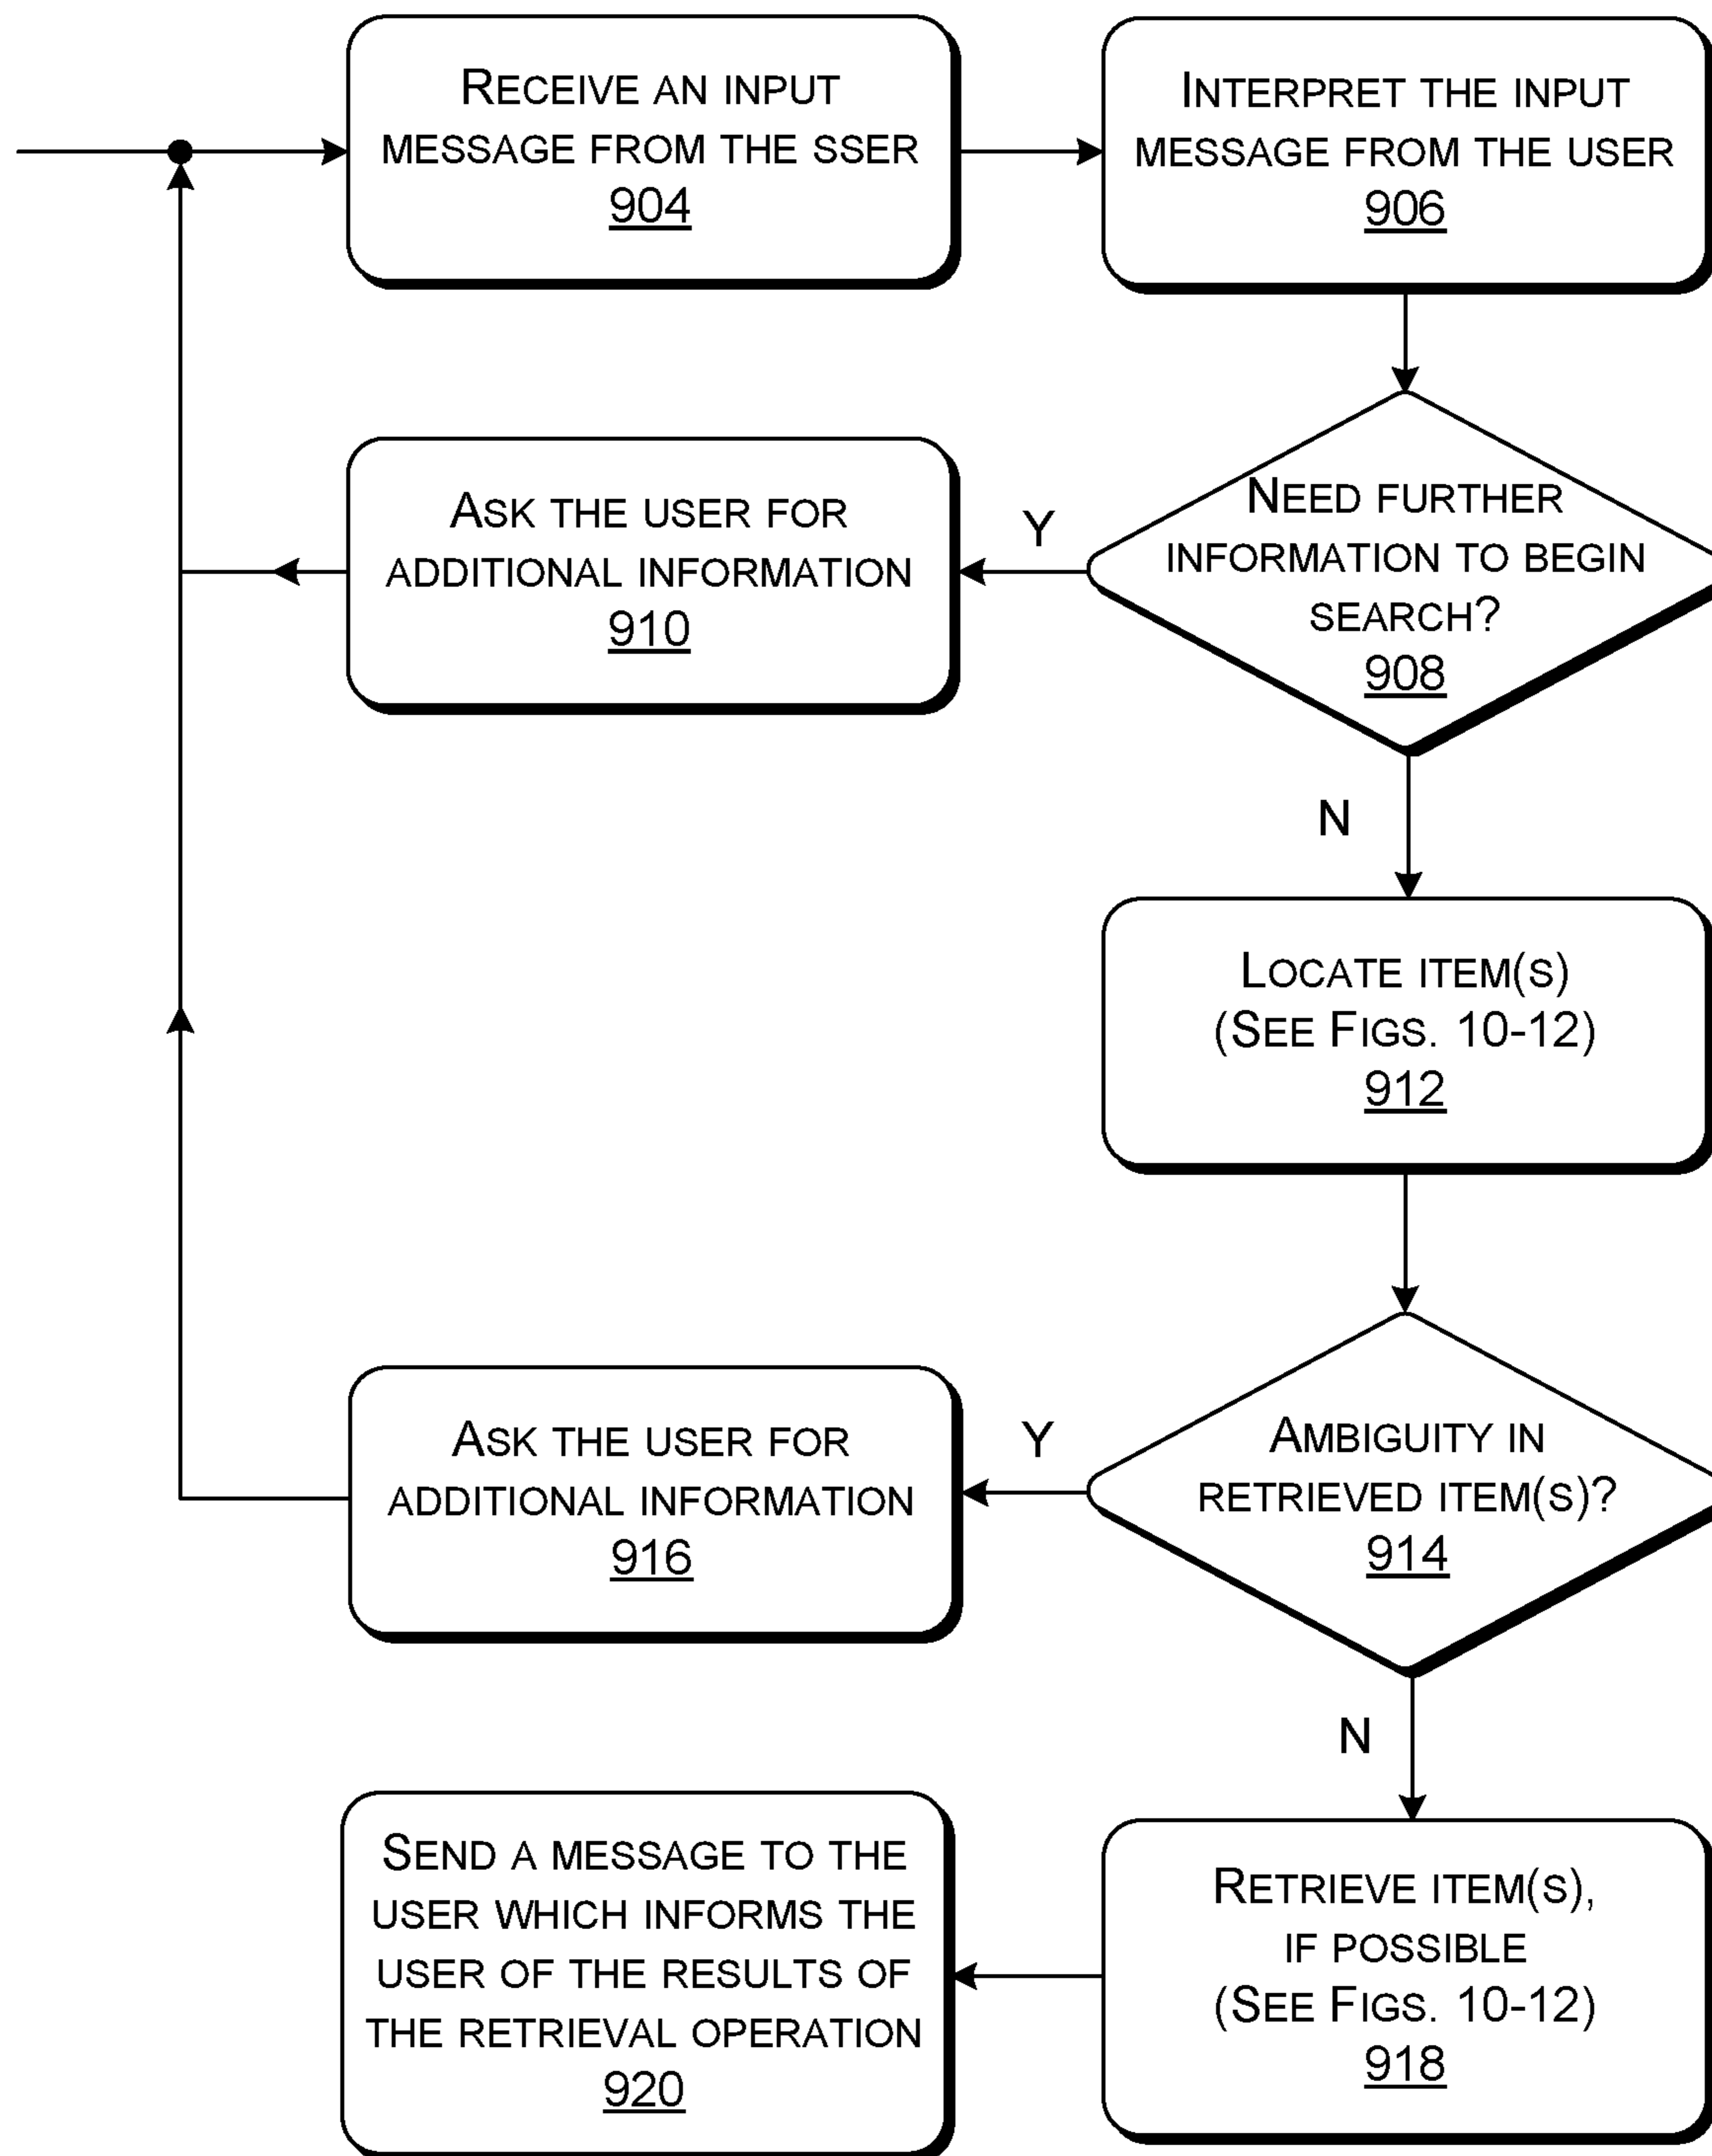 RECEIVE AN INPUT
MESSAGE FROM THE SSER
904
INTERPRET THE INPUT
MESSAGE FROM THE USER
906
NEED FURTHER
INFORMATION TO BEGIN
SEARCH?
908
Y
ASK THE USER FOR
ADDITIONAL INFORMATION
910
N
LOCATE ITEM(S)
(SEE FIGS. 10-12)
912
AMBIGUITY IN
RETRIEVED ITEM(S)?
914
Y
ASK THE USER FOR
ADDITIONAL INFORMATION
916
N
RETRIEVE ITEM(S),
IF POSSIBLE
(SEE FIGS. 10-12)
918
SEND A MESSAGE TO THE
USER WHICH INFORMS THE
USER OF THE RESULTS OF
THE RETRIEVAL OPERATION
920